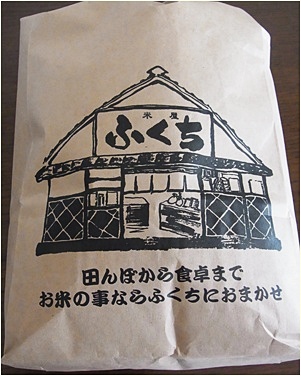 米屋
ふくち
田んぼから食卓まで
お米の事ならふくちにおまかせ